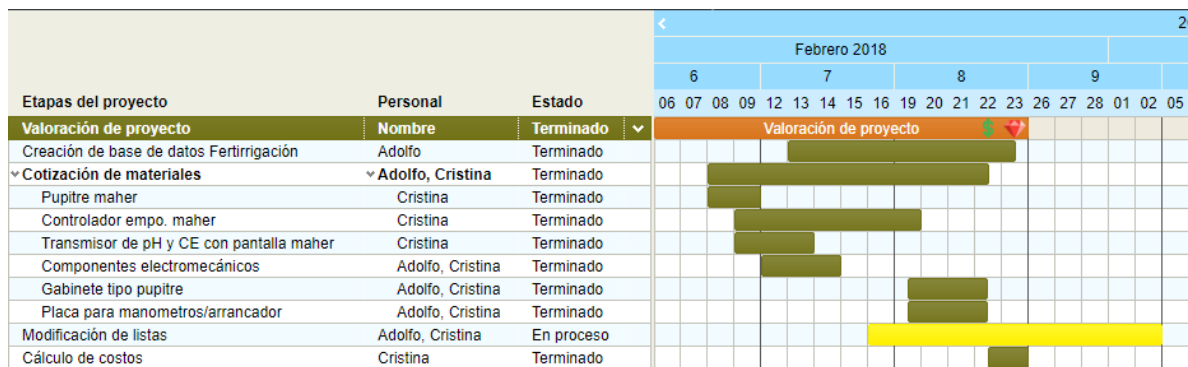 Febrero 2018
6 7 8 9
Etapas del proyecto Personal Estado 06 07 08 09 12 13 14 15 16 19 20 21 22 23 26 27 28 01 02 05
Valoración de proyecto Nombre Terminado Valoración de proyecto
Creación de base de datos Fertirrigación Adolfo Terminado
Cotización de materiales Adolfo, Cristina Terminado
Pupitre maher Cristina Terminado
Controlador empo. maher Cristina Terminado
Transmisor de pH y CE con pantalla maher Cristina Terminado
Componentes electromecánicos Adolfo, Cristina Terminado
Gabinete tipo pupitre Adolfo, Cristina Terminado
Placa para manometros/arrancador Adolfo, Cristina Terminado
Modificación de listas Adolfo, Cristina En proceso
Cálculo de costos Cristina Terminado